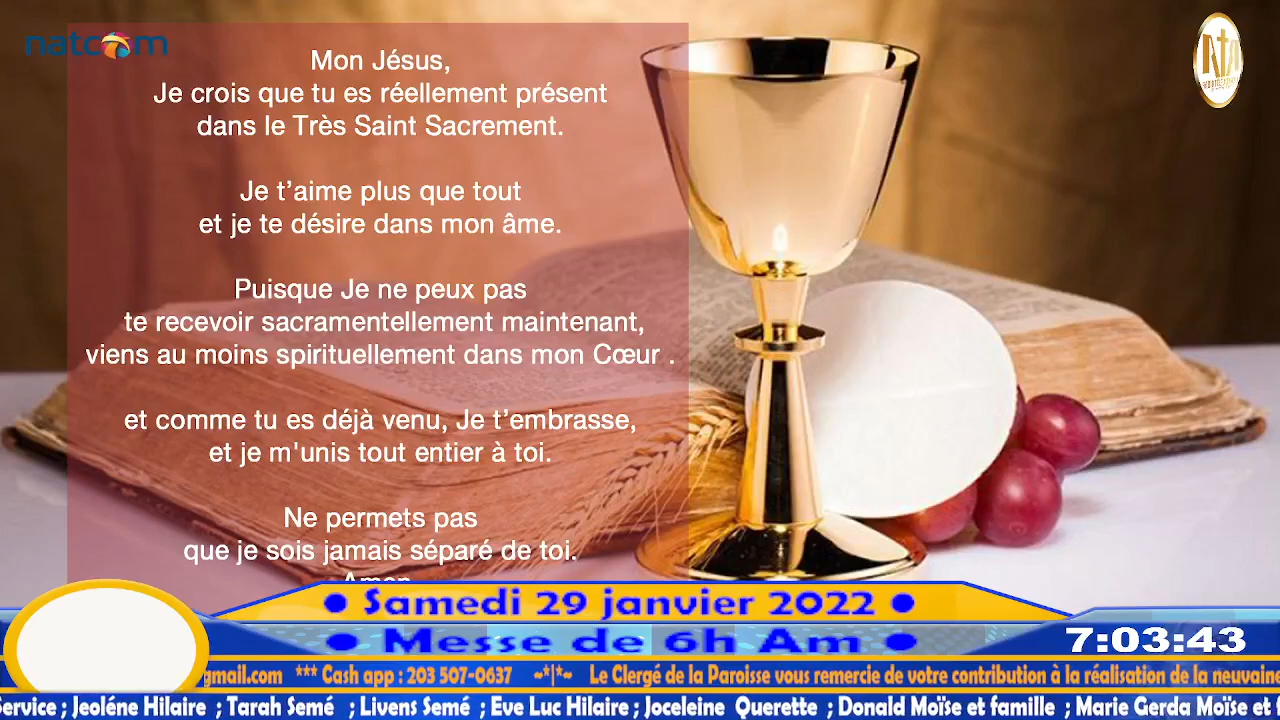 natcom
Mon Jésus,
Je crois que tu es réellement présent
dans le Très Saint Sacrement.
Je t’aime plus que tout
et je te désire dans mon âme.
Puisque Je ne peux pas
te recevoir sacramentellement maintenant,
viens au moins spirituellement dans mon Cœur .
et comme tu es déjà venu, Je t’embrasse,
et je m'unis tout entier à toi.
Ne permets pas
que je sois jamais séparé de toi.
Amen
● Samedi 29 janvier 2022 ●
● Messe de 6h Am ●
7:03:43
gmail.com *** Cash app : 203 507-0637 ~*|*~ Le Clergé de la Paroisse vous remercie de votre contribution à la réalisation de la neuvaine
Service ; Jeoléne Hilaire ; Tarah Semé ; Livens Semé ; Eve Luc Hilaire ; Joceleine Querette ; Donald Moïse et famille ; Marie Gerda Moïse et f